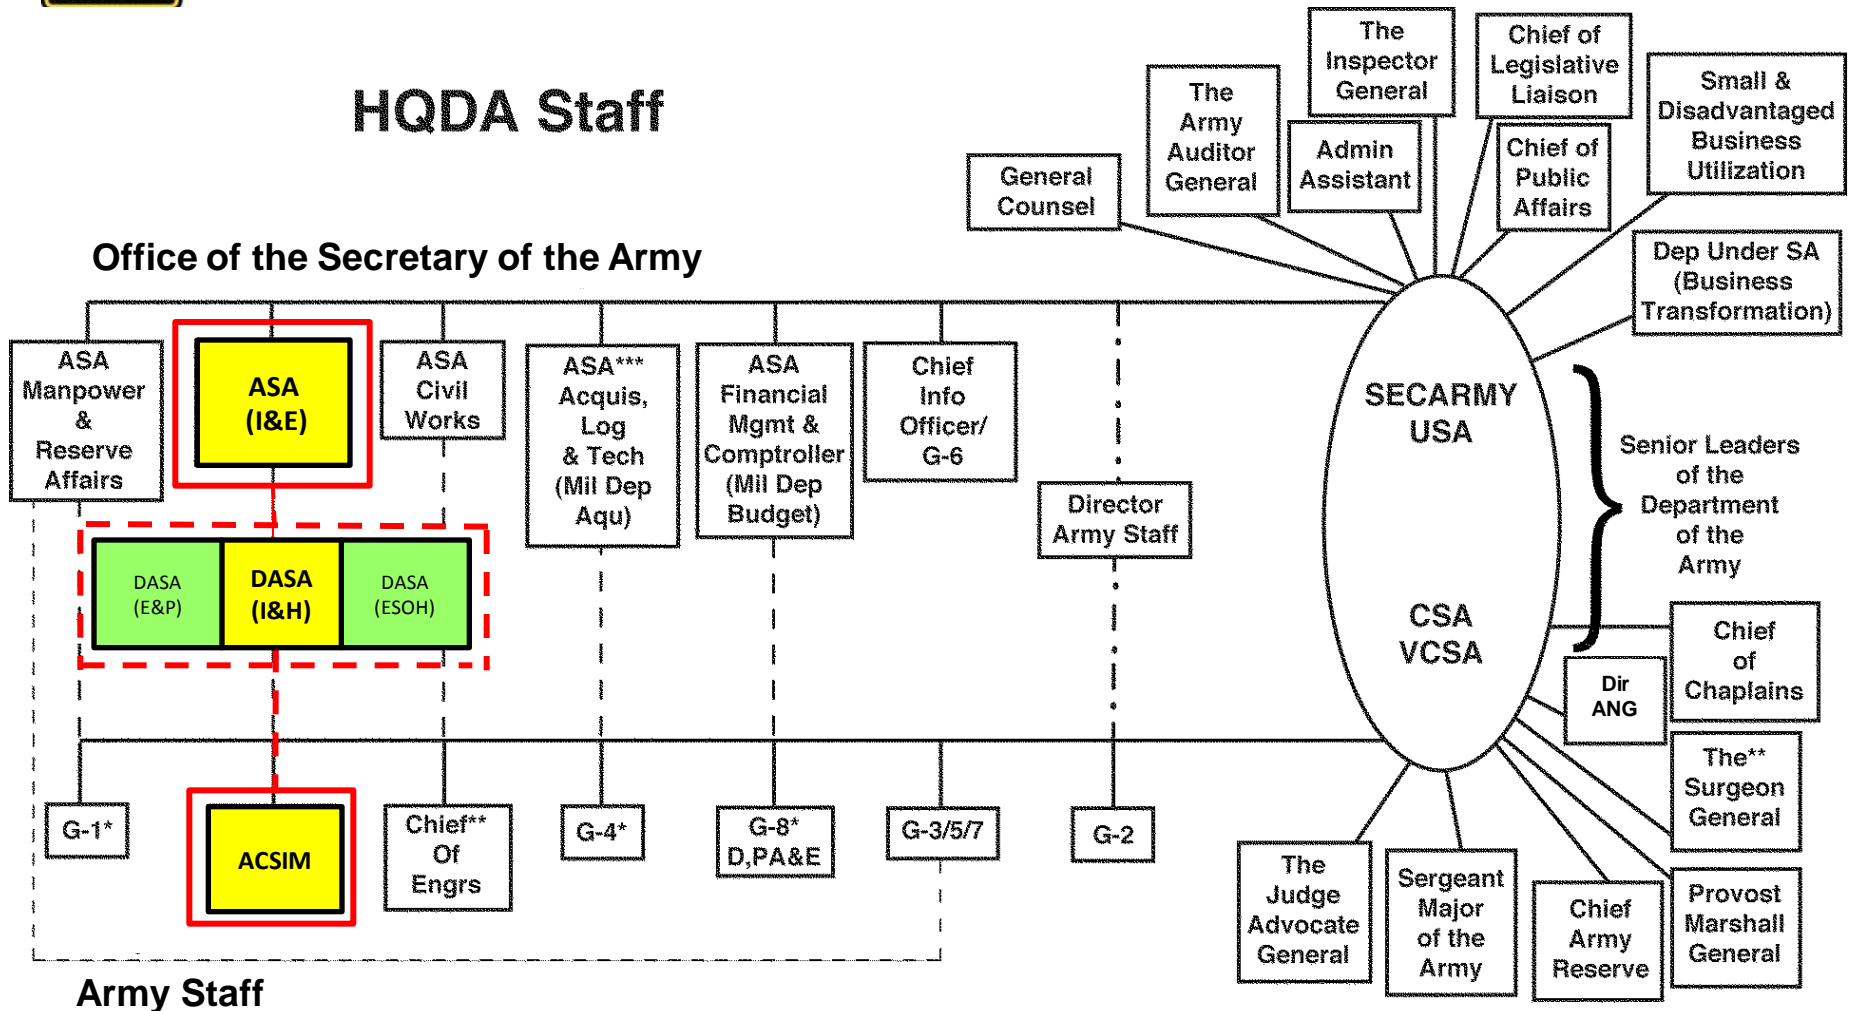 HQDA Staff
The
Inspector
General
Chief of
Legislative
Liaison
Small &
Disadvantaged
Business
Utilization
The
Army
Auditor
General
Admin
Assistant
Chief of
Public
Affairs
General
Counsel
Dep Under SA
(Business
Transformation)
Office of the Secretary of the Army
ASA
Manpower
&
Reserve
Affairs
ASA
(I&E)
ASA
Civil
Works
ASA***
Acquis,
Log
& Tech
(Mil Dep
Aqu)
ASA
Financial
Mgmt &
Comptroller
(Mil Dep
Budget)
Chief
Info
Officer/
G-6
Director
Army Staff
SECARMY
USA
CSA
VCSA
Senior Leaders
of the
Department
of the
Army
DASA
(E&P)
DASA
(I&H)
DASA
(ESOH)
Chief
of
Chaplains
Dir
ANG
The**
Surgeon
General
G-1*
ACSIM
Chief**
Of
Engrs
G-4*
G-8*
D,PA&E
G-3/5/7
G-2
The
Judge
Advocate
General
Sergeant
Major
of the
Army
Chief
Army
Reserve
Provost
Marshall
General
Army Staff